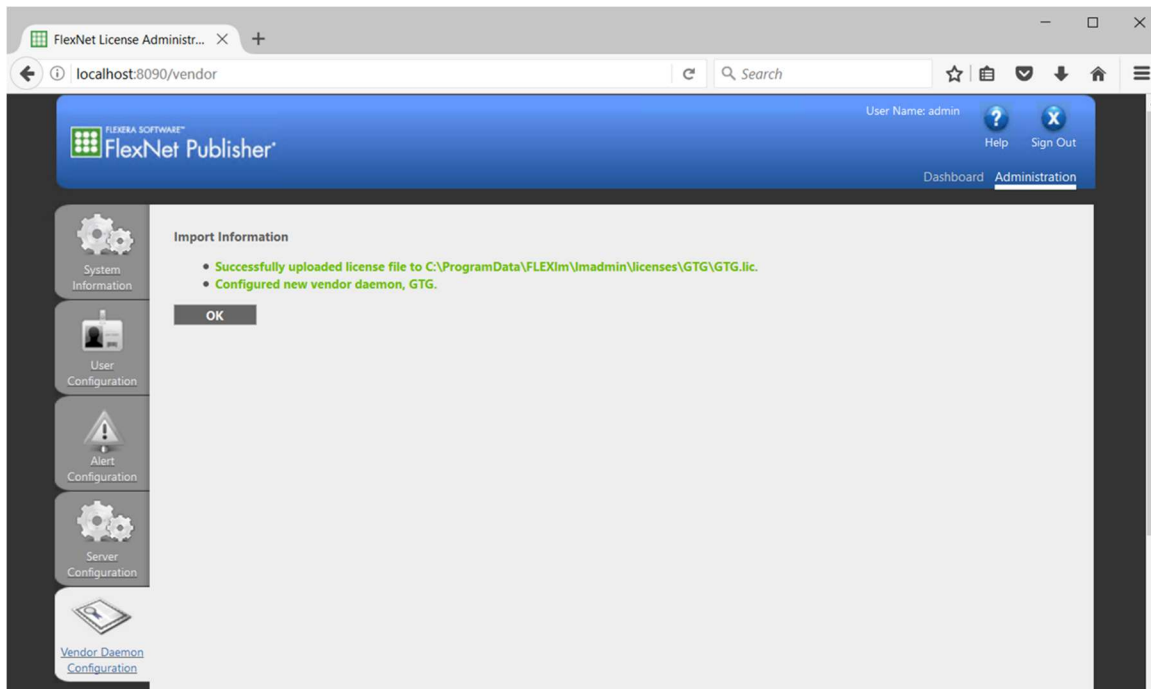 FlexNet License Administr...
localhost:8090/vendor
Search
User Name: admin
FLEXERA SOFTWARE™
FlexNet Publisher®
Help
Sign Out
Dashboard Administration
System
Information
User
Configuration
Alert
Configuration
Server
Configuration
Vendor Daemon
Configuration
Import Information
Successfully uploaded license file to C:\ProgramData\FLEXlm\lmadmin\licenses\GTG\GTG.lic.
Configured new vendor daemon, GTG.
OK